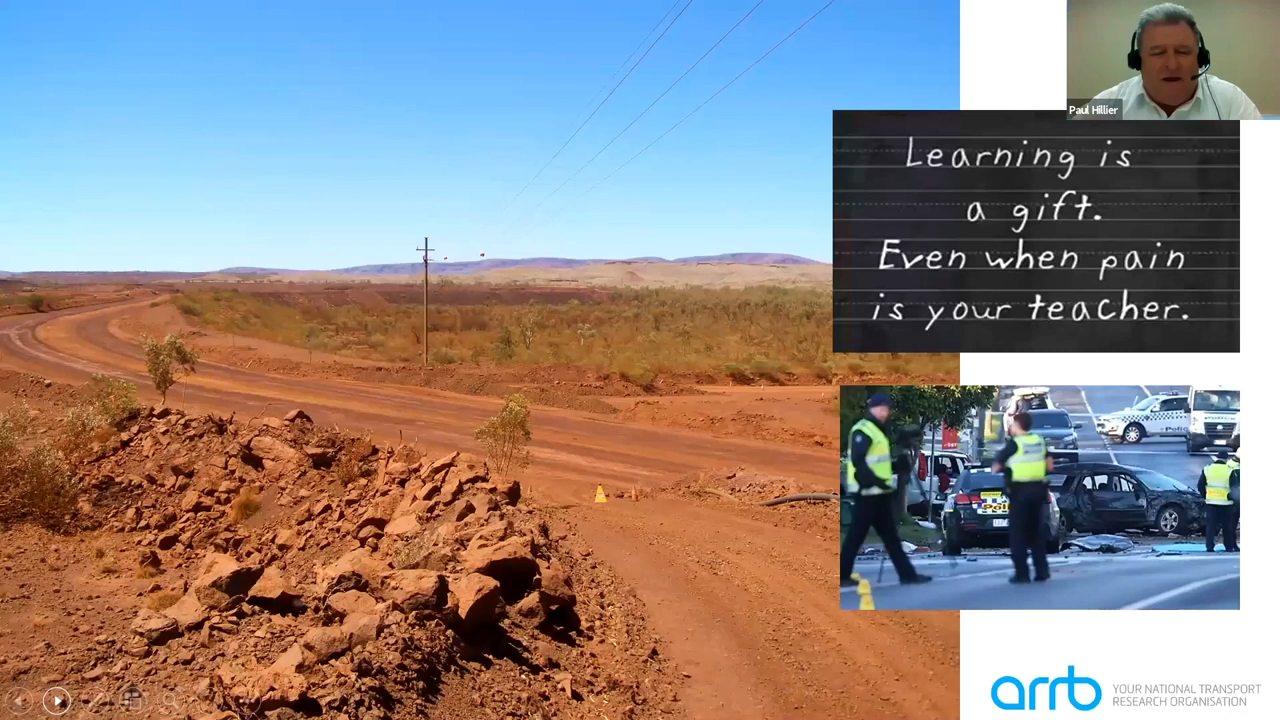 Paul Hillier
Learning is
a gift.
Even when pain
is your teacher.
arrb
YOUR NATIONAL TRANSPORT
RESEARCH ORGANISATION